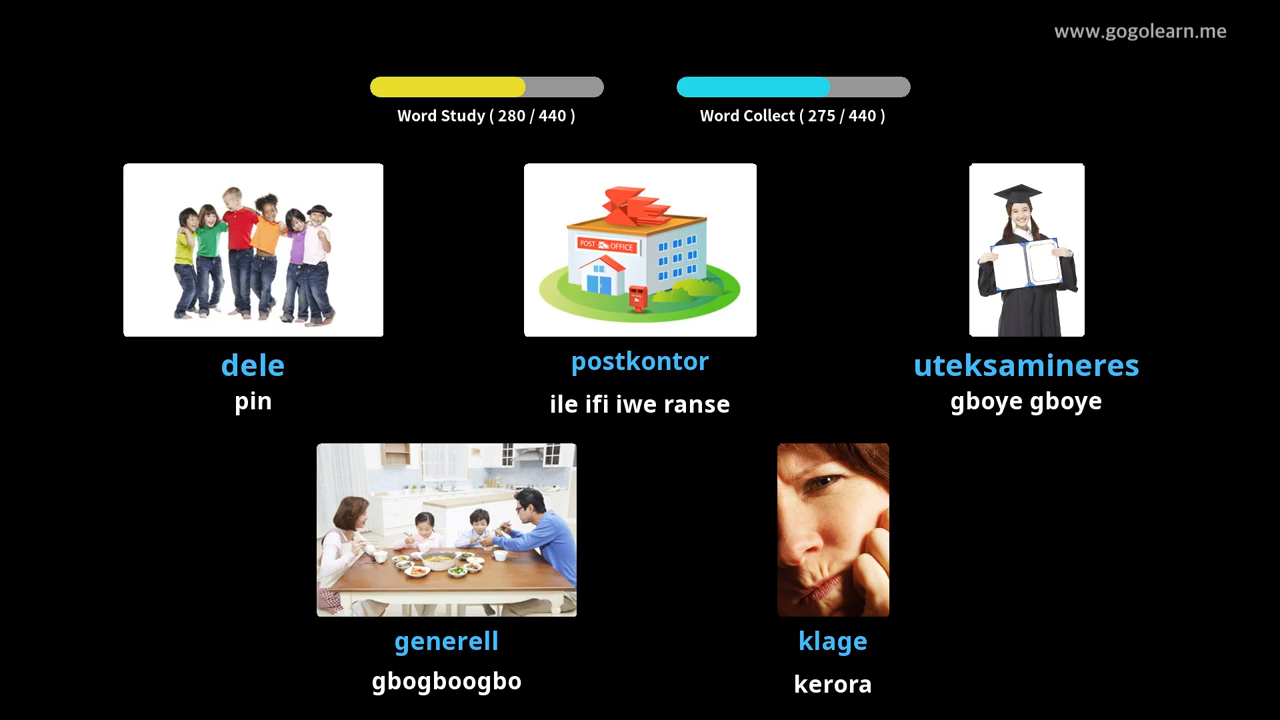 www.gogolearn.me
Word Study ( 280 / 440 )
Word Collect ( 275 / 440 )
POST OFFICE
dele
pin
postkontor
ile ifi iwe ranse
uteksamineres
gboye gboye
generell
gbogboogbo
klage
kerora